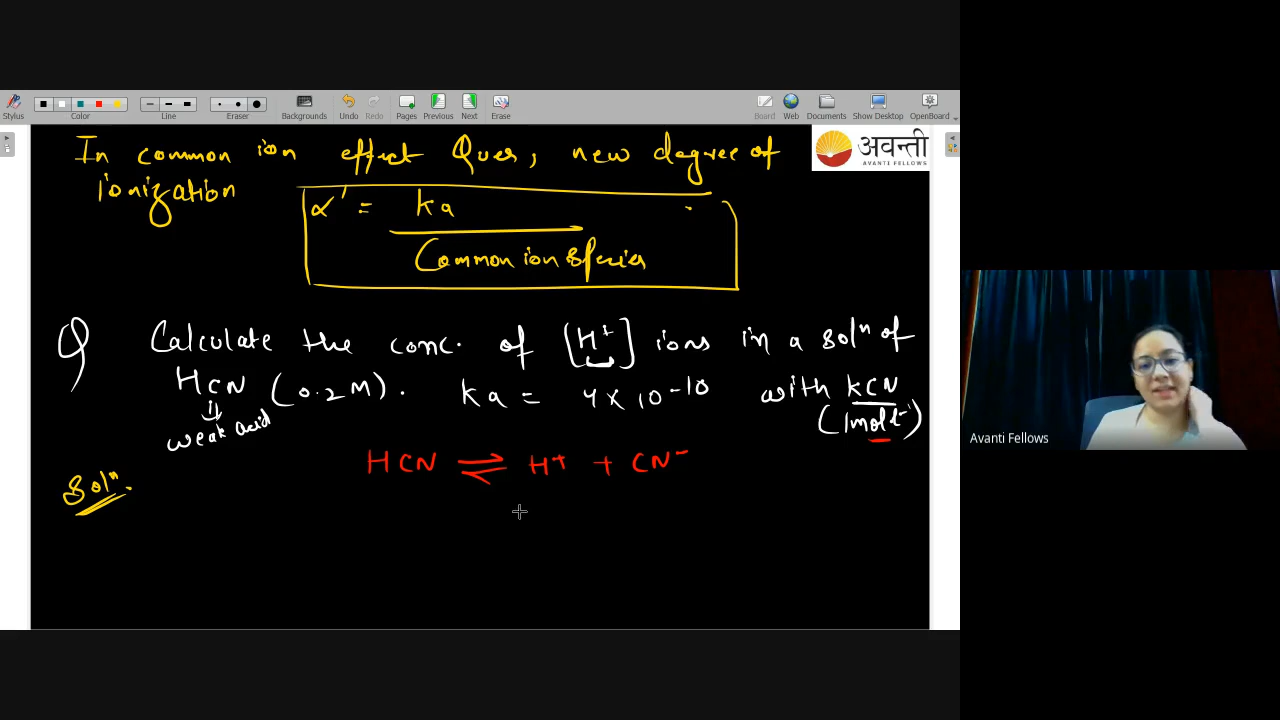 Stylus
Color
Line
Eraser
Backgrounds
Undo
Redo
Pages
Previous
Next
Erase
Board
Web
Documents
Show Desktop
OpenBoard
In common ion effect Ques, new degree of
ionization
α' = ka
Common ion species
अवन्ती
AVANTI FELLOWS
Q Calculate the conc. of [H+] ions in a solⁿ of
HCN (0.2 M). ka = 4 x 10-10 with kCN
weak acid
(1 mol L-1)
HCN ⇌ H+ + CN-
Solⁿ.
Avanti Fellows